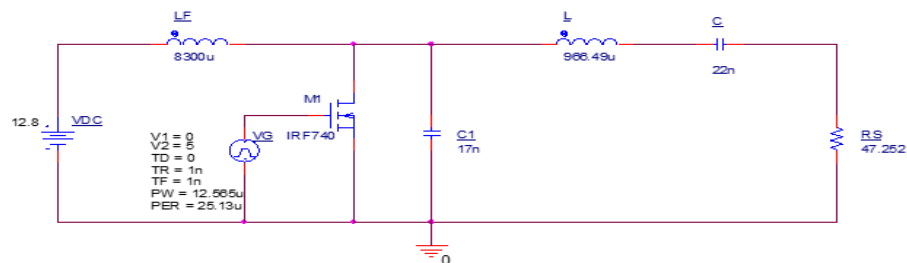 LF
8300u
L
966.49u
C
22n
12.8
VDC
M1
IRF740
VG
V1 = 0
V2 = 5
TD = 0
TR = 1n
TF = 1n
PW = 12.565u
PER = 25.13u
C1
17n
RS
47.252
0